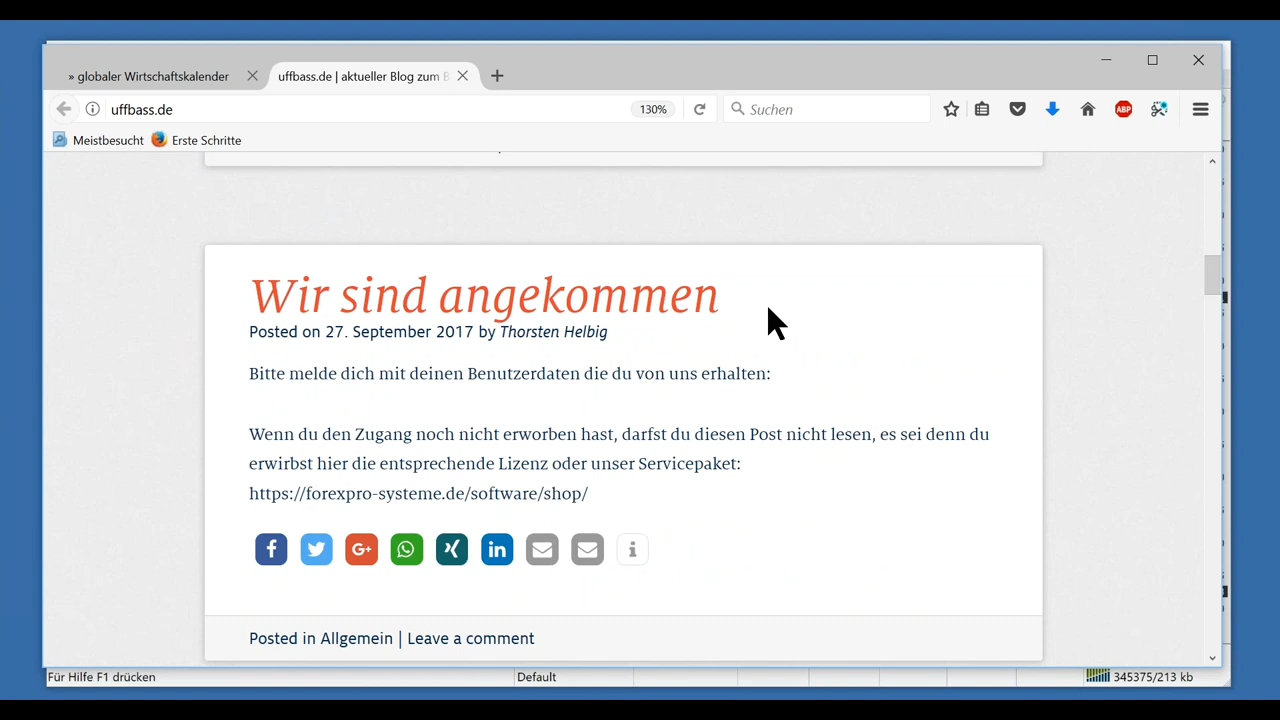 » globaler Wirtschaftskalender
uffbass.de | aktueller Blog zum B
uffbass.de
130%
Suchen
ABP
Meistbesucht
Erste Schritte
Wir sind angekommen
Posted on 27. September 2017 by Thorsten Helbig
Bitte melde dich mit deinen Benutzerdaten die du von uns erhalten:
Wenn du den Zugang noch nicht erworben hast, darfst du diesen Post nicht lesen, es sei denn du
erwirbst hier die entsprechende Lizenz oder unser Servicepaket:
https://forexpro-systeme.de/software/shop/
Posted in Allgemein | Leave a comment
Für Hilfe F1 drücken
Default
345375/213 kb